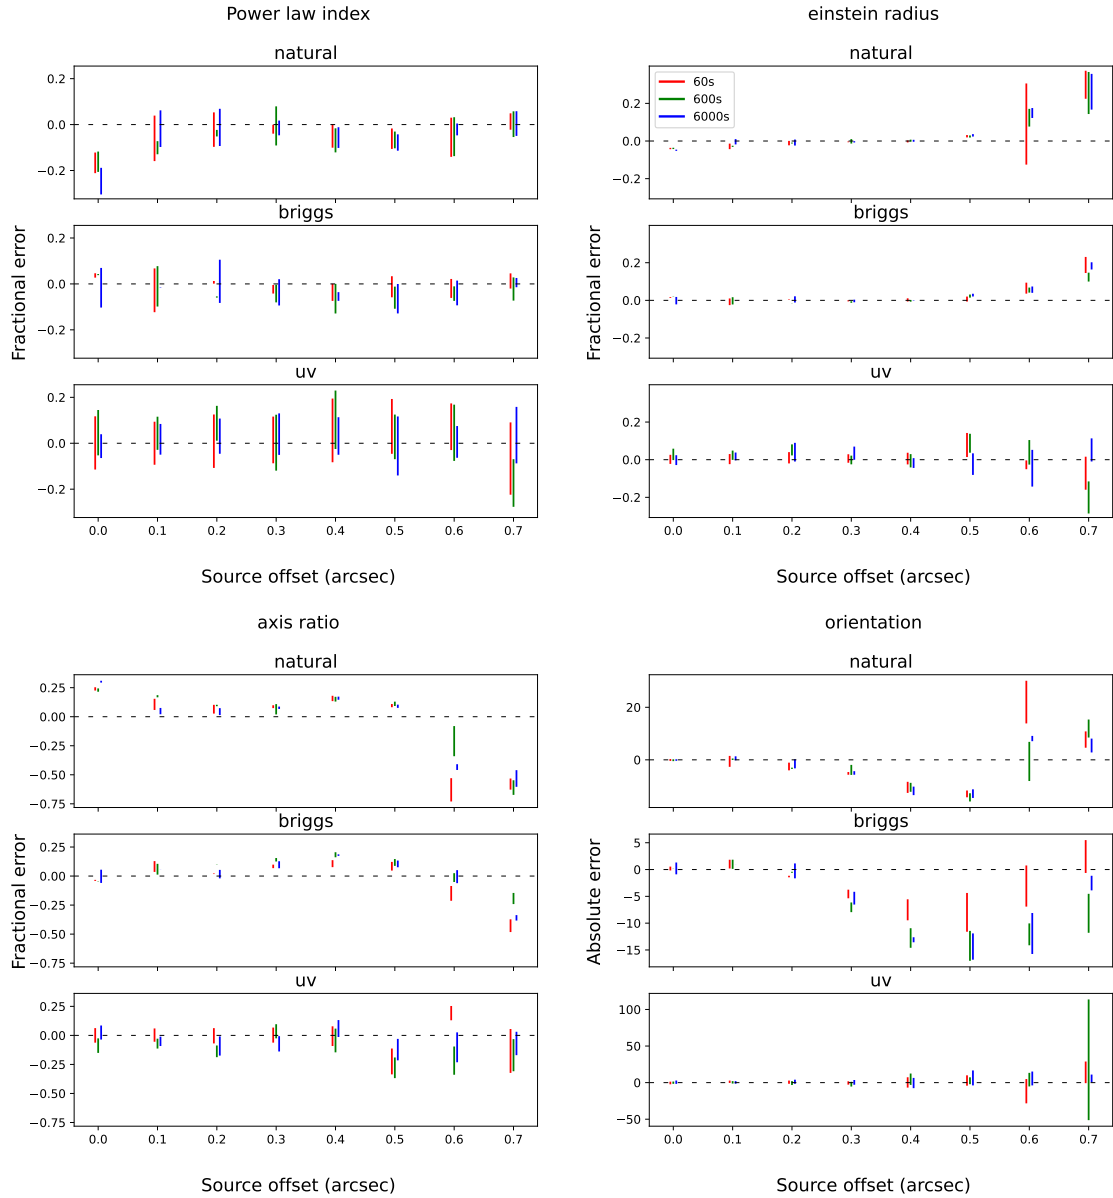 Power law index
natural
0.2
0.0
−0.2
briggs
0.2
0.0
−0.2
Fractional error
uv
0.2
0.0
−0.2
0.0 0.1 0.2 0.3 0.4 0.5 0.6 0.7
Source offset (arcsec)
einstein radius
natural
60s
600s
6000s
0.2
0.0
−0.2
briggs
0.2
0.0
−0.2
Fractional error
uv
0.2
0.0
−0.2
0.0 0.1 0.2 0.3 0.4 0.5 0.6 0.7
Source offset (arcsec)
axis ratio
natural
0.25
0.00
−0.25
−0.50
−0.75
briggs
0.25
0.00
−0.25
−0.50
−0.75
Fractional error
uv
0.25
0.00
−0.25
−0.50
−0.75
0.0 0.1 0.2 0.3 0.4 0.5 0.6 0.7
Source offset (arcsec)
orientation
natural
20
0
briggs
5
0
−5
−10
−15
Absolute error
uv
100
50
0
−50
0.0 0.1 0.2 0.3 0.4 0.5 0.6 0.7
Source offset (arcsec)